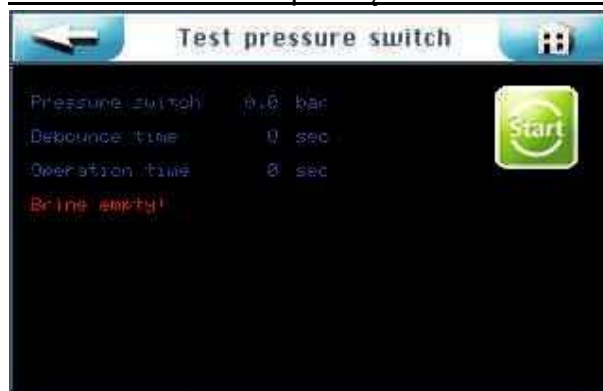 Test pressure switch
Pressure switch 0.0 bar
Start
Debounce time 0 sec
Operation time 0 sec
Brine empty!